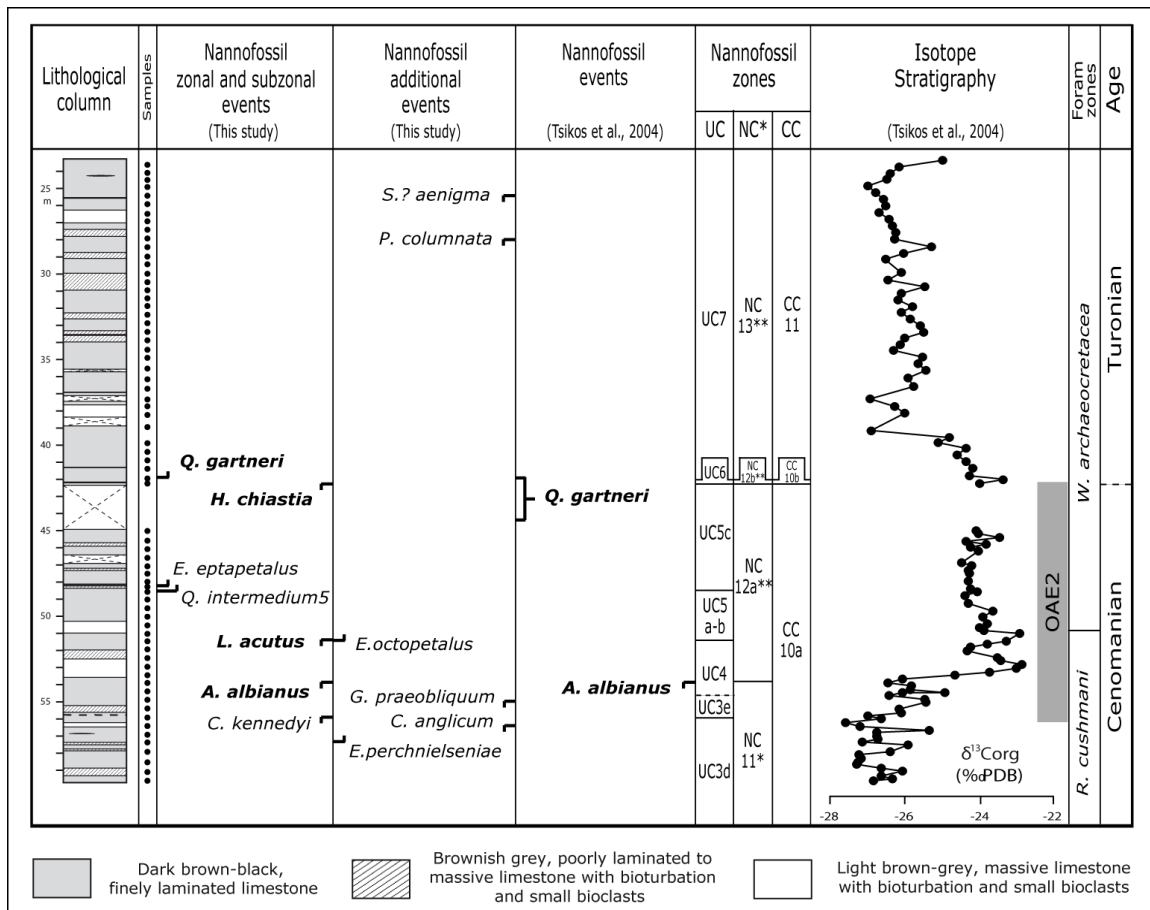 Lithological
column
Samples
Nannofossil
zonal and subzonal
events
(This study)
Nannofossil
additional
events
(This study)
Nannofossil
events
(Tsikos et al., 2004)
Nannofossil
zones
UC
NC*
CC
Isotope
Stratigraphy
(Tsikos et al., 2004)
Foram
zones
Age
25
m
30
35
40
45
50
55
Q. gartneri
H. chiastia
E. eptapetalus
Q. intermedium5
L. acutus
A. albianus
C. kennedyi
S.? aenigma
P. columnata
E.octopetalus
G. praeobliquum
C. anglicum
E.perchnielseniae
Q. gartneri
A. albianus
UC7
UC6
UC5c
UC5
a-b
UC4
UC3e
UC3d
NC
13**
NC
12b**
NC
12a**
NC
11*
CC
11
CC
10b
CC
10a
δ13Corg
(‰PDB)
-28
-26
-24
-22
OAE2
W. archaeocretacea
R. cushmani
Turonian
Cenomanian
Dark brown-black,
finely laminated limestone
Brownish grey, poorly laminated to
massive limestone with bioturbation
and small bioclasts
Light brown-grey, massive limestone
with bioturbation and small bioclasts